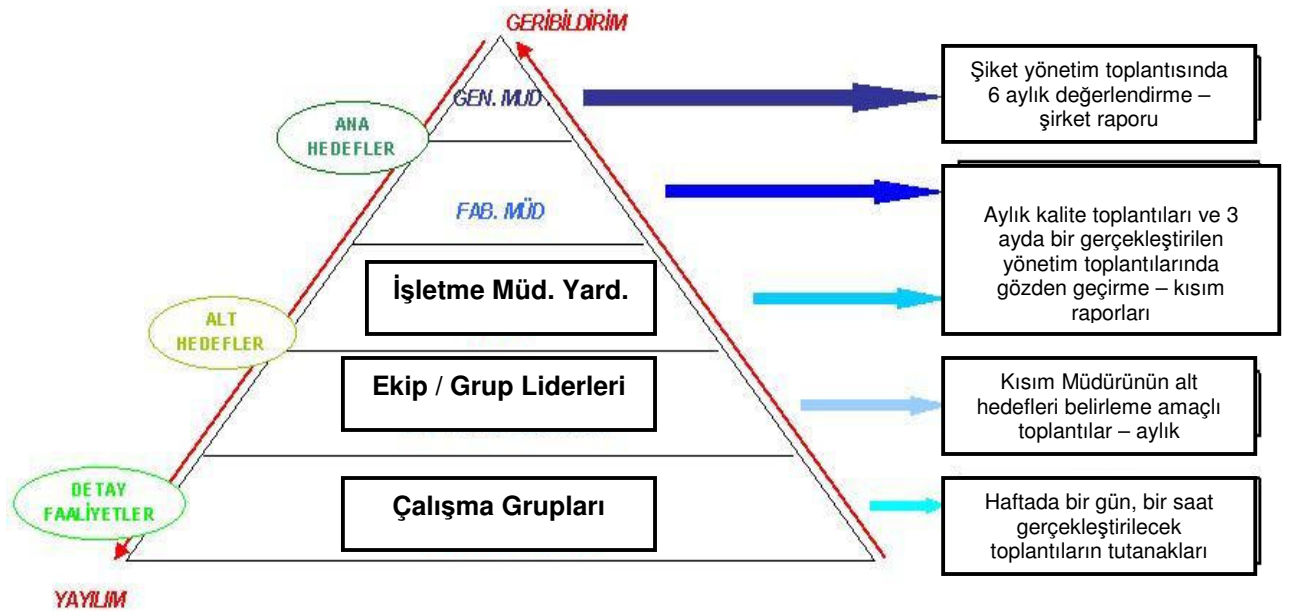 GERİBİLDİRİM
GEN. MÜD.
ANA
HEDEFLER
FAB. MÜD
İşletme Müd. Yard.
ALT
HEDEFLER
Ekip / Grup Liderleri
Çalışma Grupları
DETAY
FAALİYETLER
YAYILIM
Şiket yönetim toplantısında
6 aylık değerlendirme –
şirket raporu
Aylık kalite toplantıları ve 3
ayda bir gerçekleştirilen
yönetim toplantılarında
gözden geçirme – kısım
raporları
Kısım Müdürünün alt
hedefleri belirleme amaçlı
toplantılar – aylık
Haftada bir gün, bir saat
gerçekleştirilecek
toplantıların tutanakları